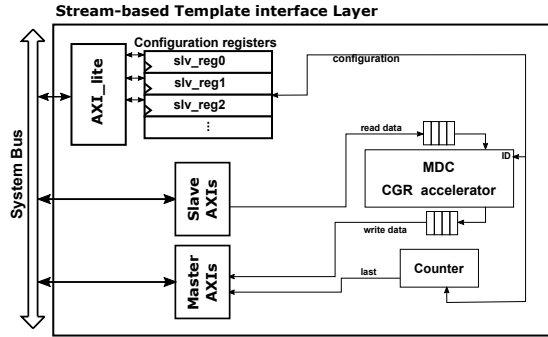 Stream-based Template interface Layer
System Bus
AXI_lite
Configuration registers
slv_reg0
slv_reg1
slv_reg2
...
configuration
read data
ID
MDC
CGR accelerator
Slave
AXIs
write data
Master
AXIs
last
Counter